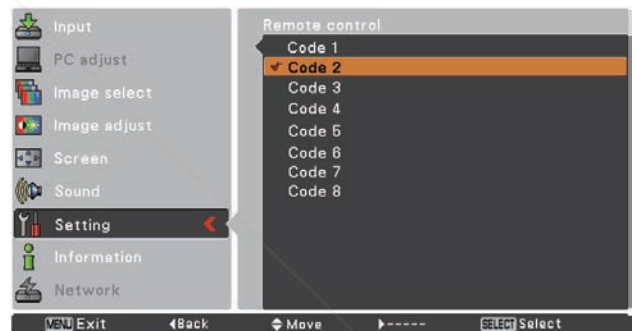 Input
PC adjust
Image select
Image adjust
Screen
Sound
Setting
Information
Network
Remote control
Code 1
Code 2
Code 3
Code 4
Code 5
Code 6
Code 7
Code 8
MENU Exit Back Move ----- SELECT Select